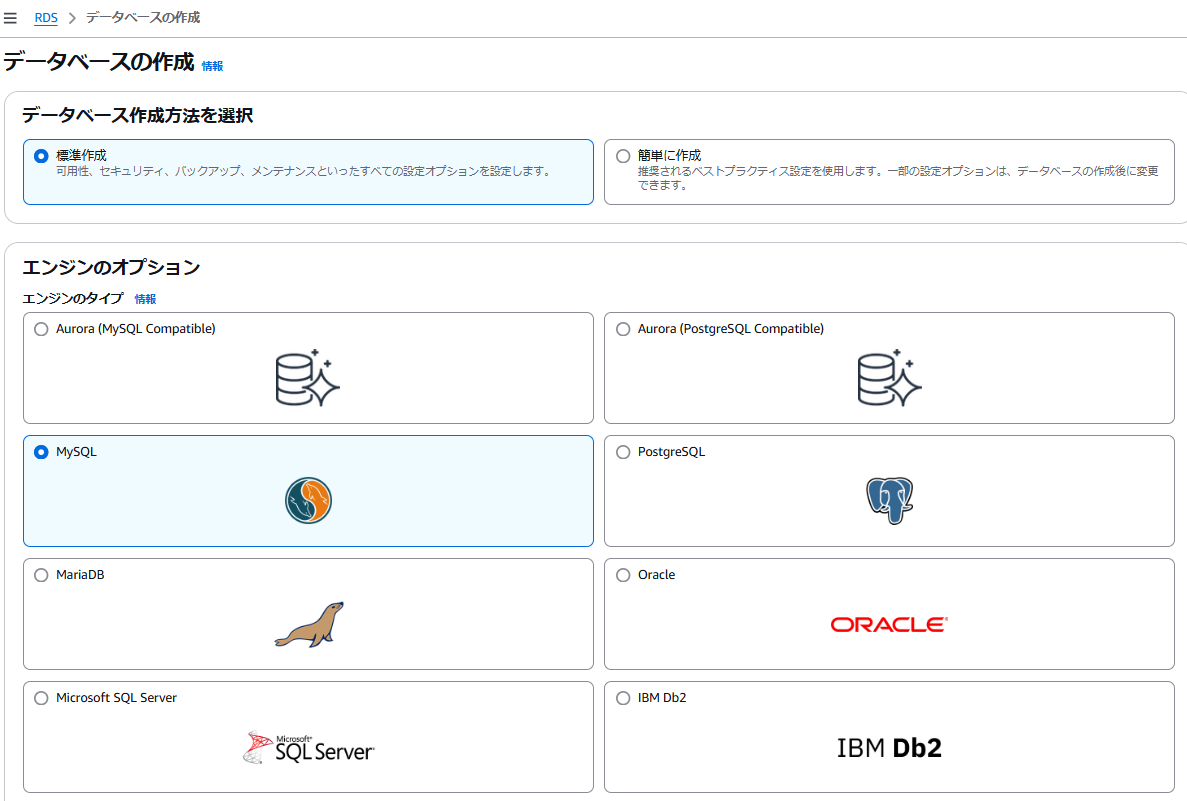 RDS > データベースの作成
データベースの作成 情報
データベース作成方法を選択
標準作成
可用性、セキュリティ、バックアップ、メンテナンスといったすべての設定オプションを設定します。
簡単に作成
推奨されるベストプラクティス設定を使用します。一部の設定オプションは、データベースの作成後に変更
できます。
エンジンのオプション
エンジンのタイプ 情報
Aurora (MySQL Compatible)
Aurora (PostgreSQL Compatible)
MySQL
PostgreSQL
MariaDB
Oracle
ORACLE
Microsoft SQL Server
Microsoft
SQL Server
IBM Db2
IBM Db2